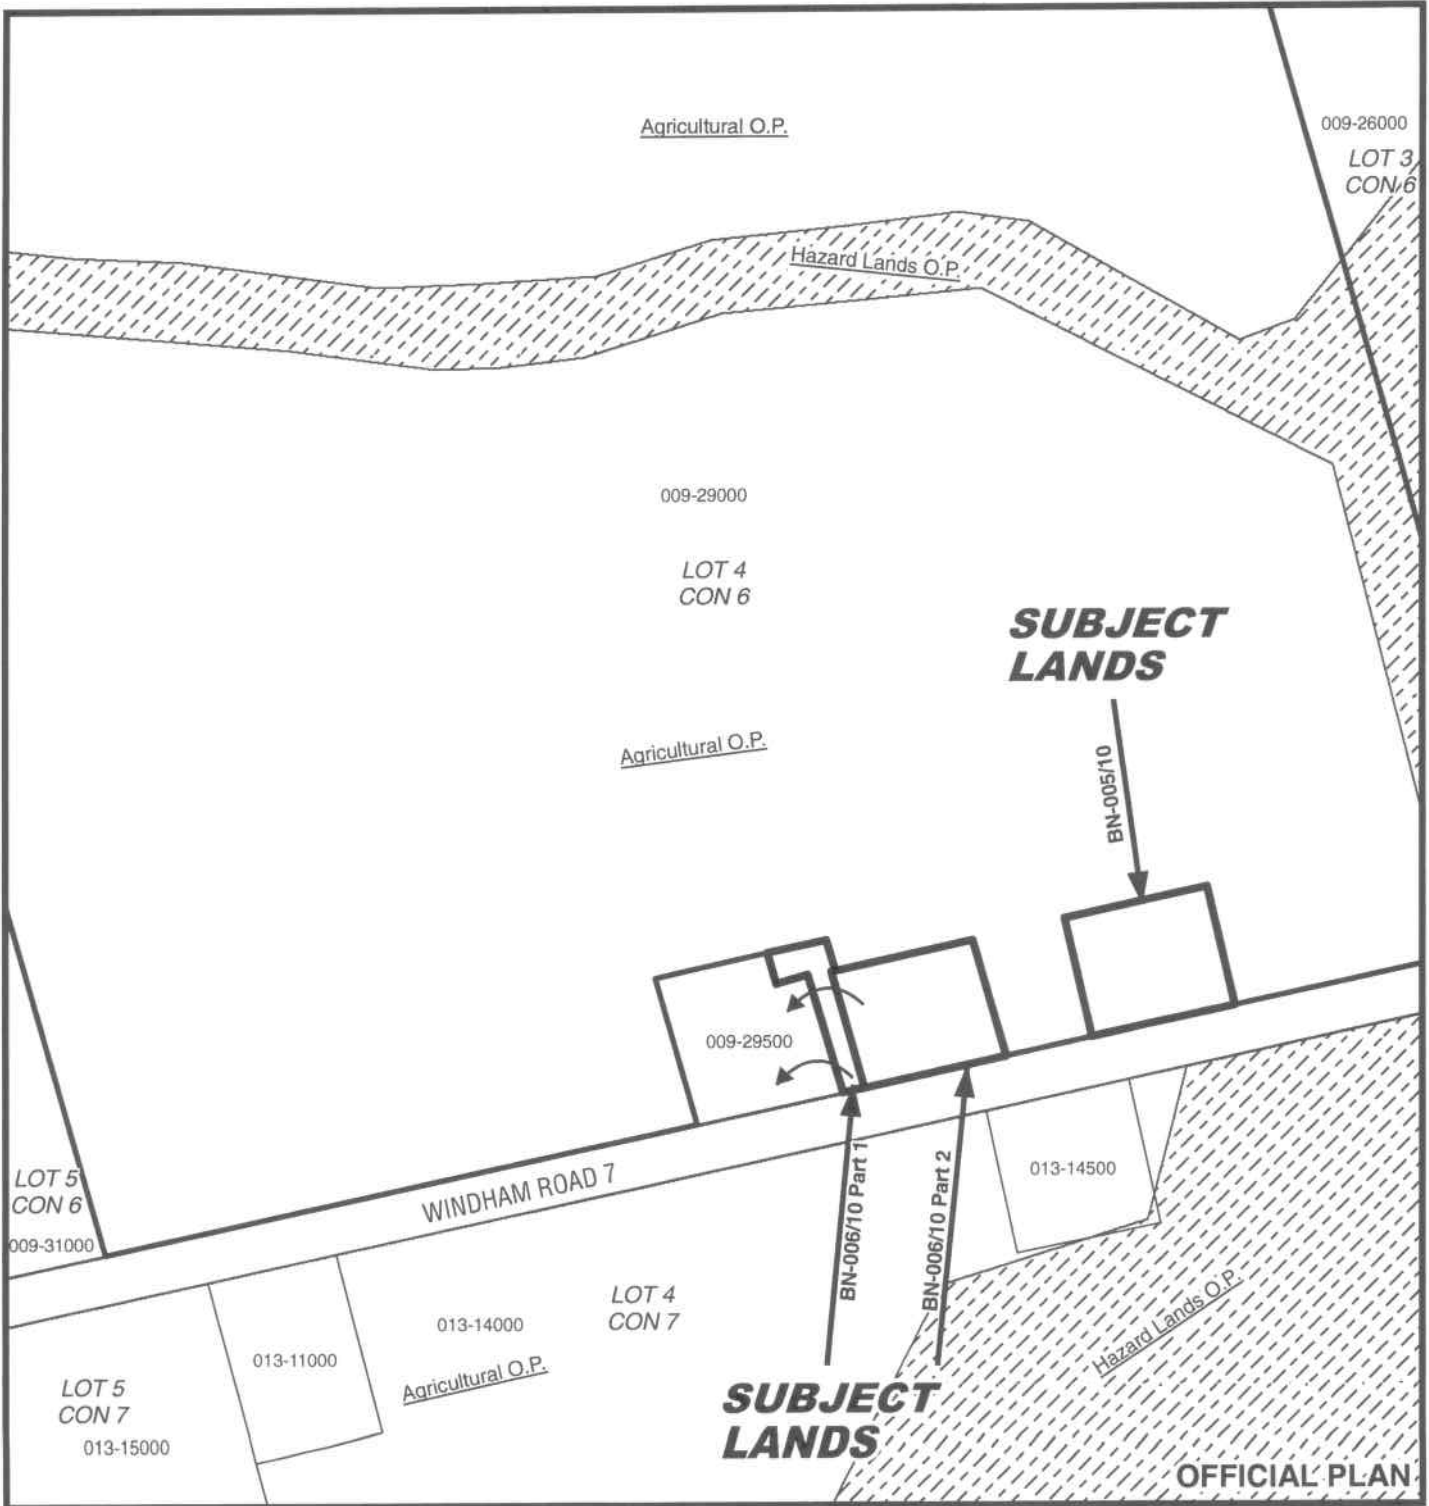 Agricultural O.P.
009-26000
LOT 3
CON 6
Hazard Lands O.P.
009-29000
LOT 4
CON 6
SUBJECT
LANDS
Agricultural O.P.
BN-005/10
009-29500
WINDHAM ROAD 7
BN-006/10 Part 1
BN-006/10 Part 2
013-14500
LOT 5
CON 6
009-31000
LOT 4
CON 7
013-14000
013-11000
Agricultural O.P.
Hazard Lands O.P.
LOT 5
CON 7
013-15000
SUBJECT
LANDS
OFFICIAL PLAN